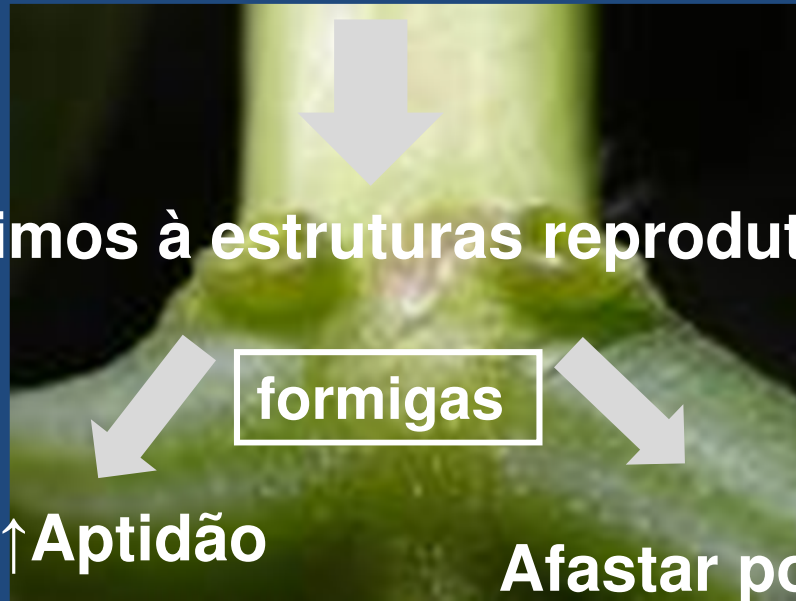 imos à estruturas reprodut
formigas
↑Aptidão
Afastar po